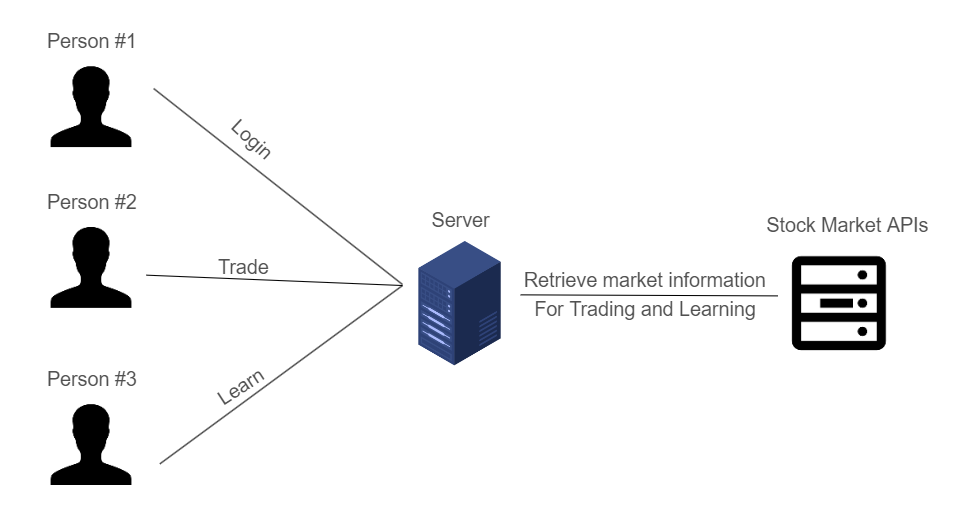 Person #1
Login
Person #2
Trade
Person #3
Learn
Server
Retrieve market information
For Trading and Learning
Stock Market APIs